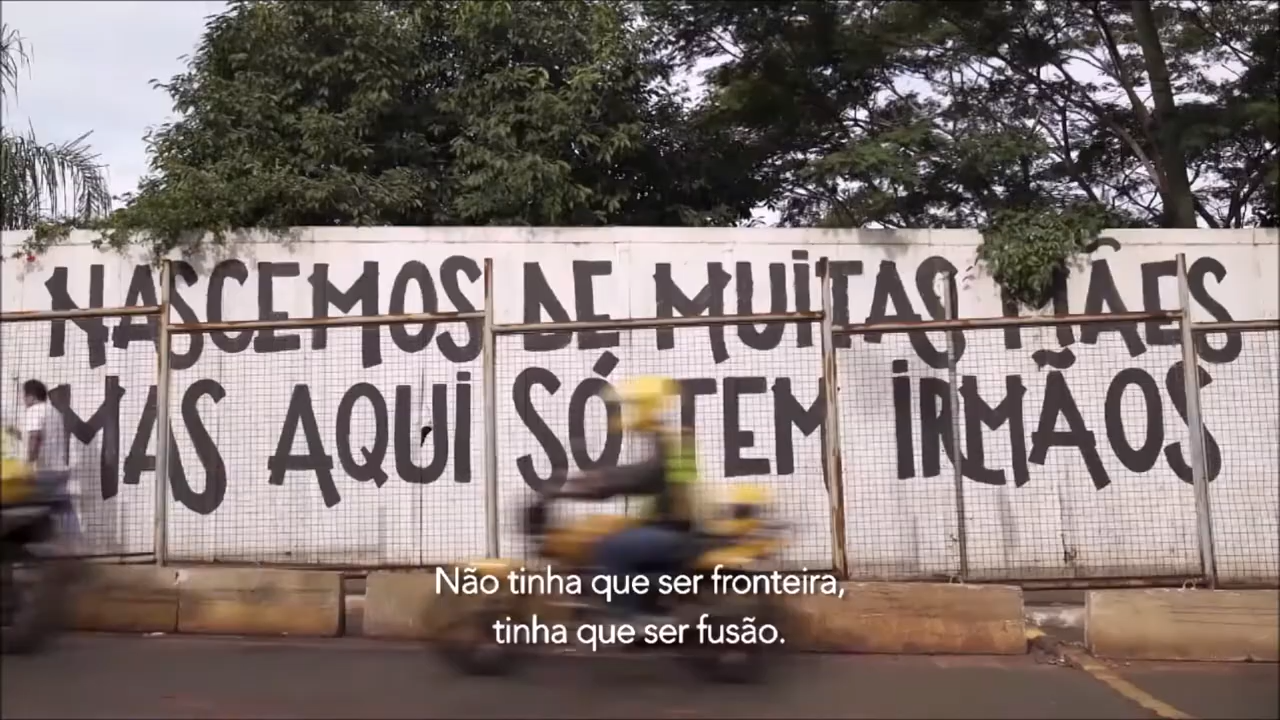 NASCEMOS DE MUITAS MÃES
MAS AQUI SÓ TEM IRMÃOS
Não tinha que ser fronteira,
tinha que ser fusão.